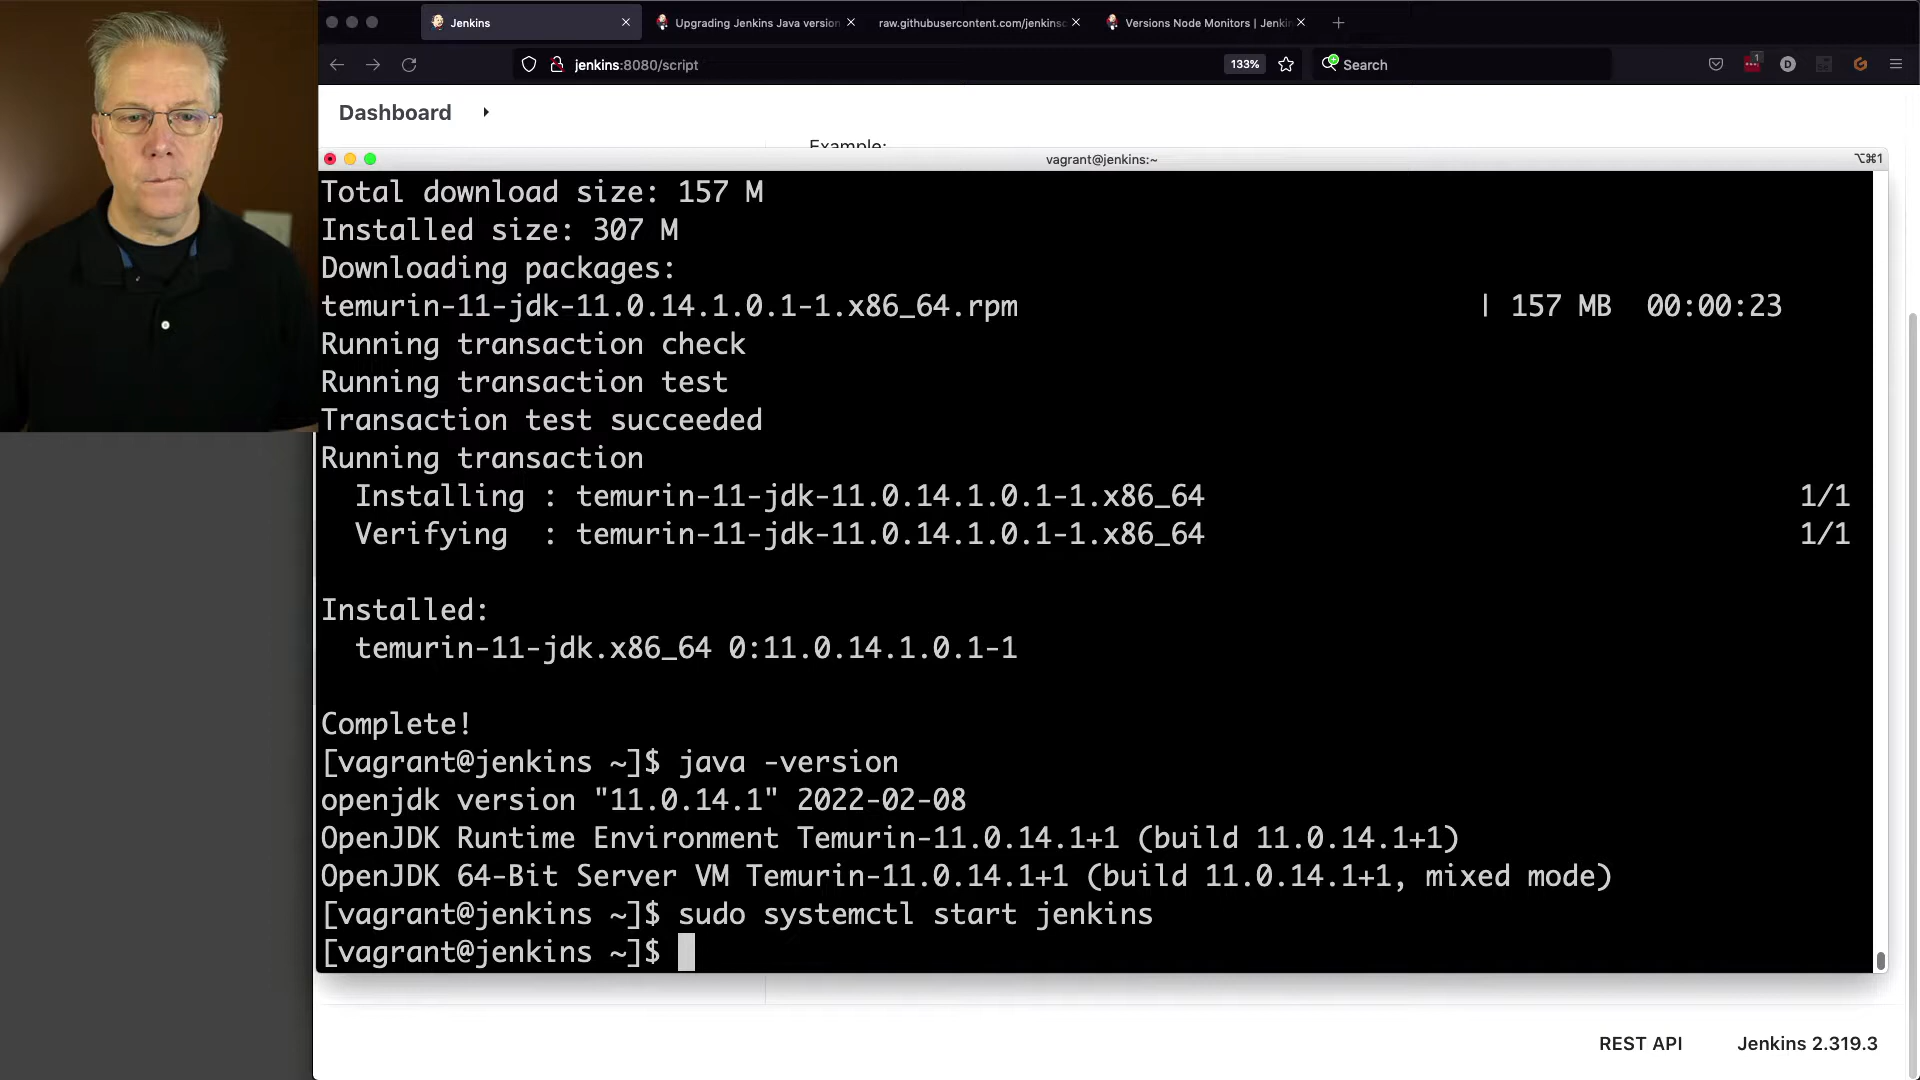 Jenkins
Upgrading Jenkins Java version
raw.githubusercontent.com/jenkinsc
Versions Node Monitors | Jenkin
jenkins:8080/script
133%
Search
1
D
Dashboard
Example:
vagrant@jenkins:~
⌥⌘1
Total download size: 157 M
Installed size: 307 M
Downloading packages:
temurin-11-jdk-11.0.14.1.0.1-1.x86_64.rpm | 157 MB 00:00:23
Running transaction check
Running transaction test
Transaction test succeeded
Running transaction
Installing : temurin-11-jdk-11.0.14.1.0.1-1.x86_64 1/1
Verifying : temurin-11-jdk-11.0.14.1.0.1-1.x86_64 1/1
Installed:
temurin-11-jdk.x86_64 0:11.0.14.1.0.1-1
Complete!
[vagrant@jenkins ~]$ java -version
openjdk version "11.0.14.1" 2022-02-08
OpenJDK Runtime Environment Temurin-11.0.14.1+1 (build 11.0.14.1+1)
OpenJDK 64-Bit Server VM Temurin-11.0.14.1+1 (build 11.0.14.1+1, mixed mode)
[vagrant@jenkins ~]$ sudo systemctl start jenkins
[vagrant@jenkins ~]$
REST API
Jenkins 2.319.3